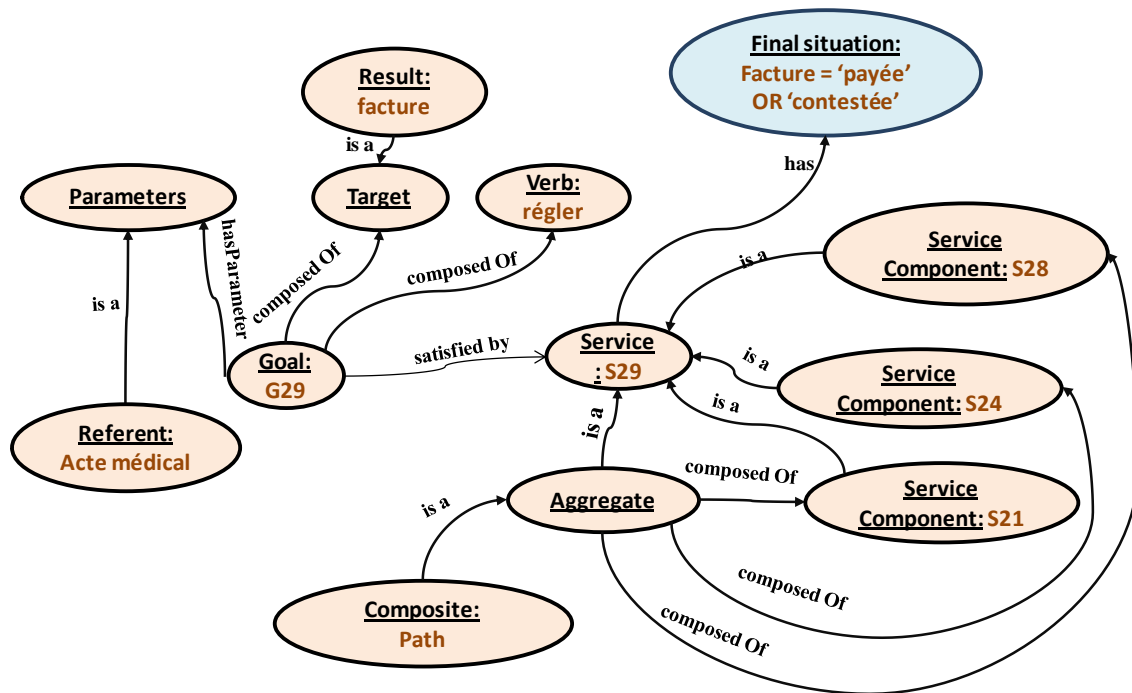 Final situation:
Facture = ‘payée’
OR ‘contestée’
Result:
facture
is a
has
Parameters
Target
Verb:
régler
hasParameter
composed Of
composed Of
is a
Service
Component: S28
is a
Goal:
G29
satisfied by
Service
: S29
is a
Service
Component: S24
is a
is a
Referent:
Acte médical
composed Of
Aggregate
Service
Component: S21
is a
composed Of
composed Of
Composite:
Path